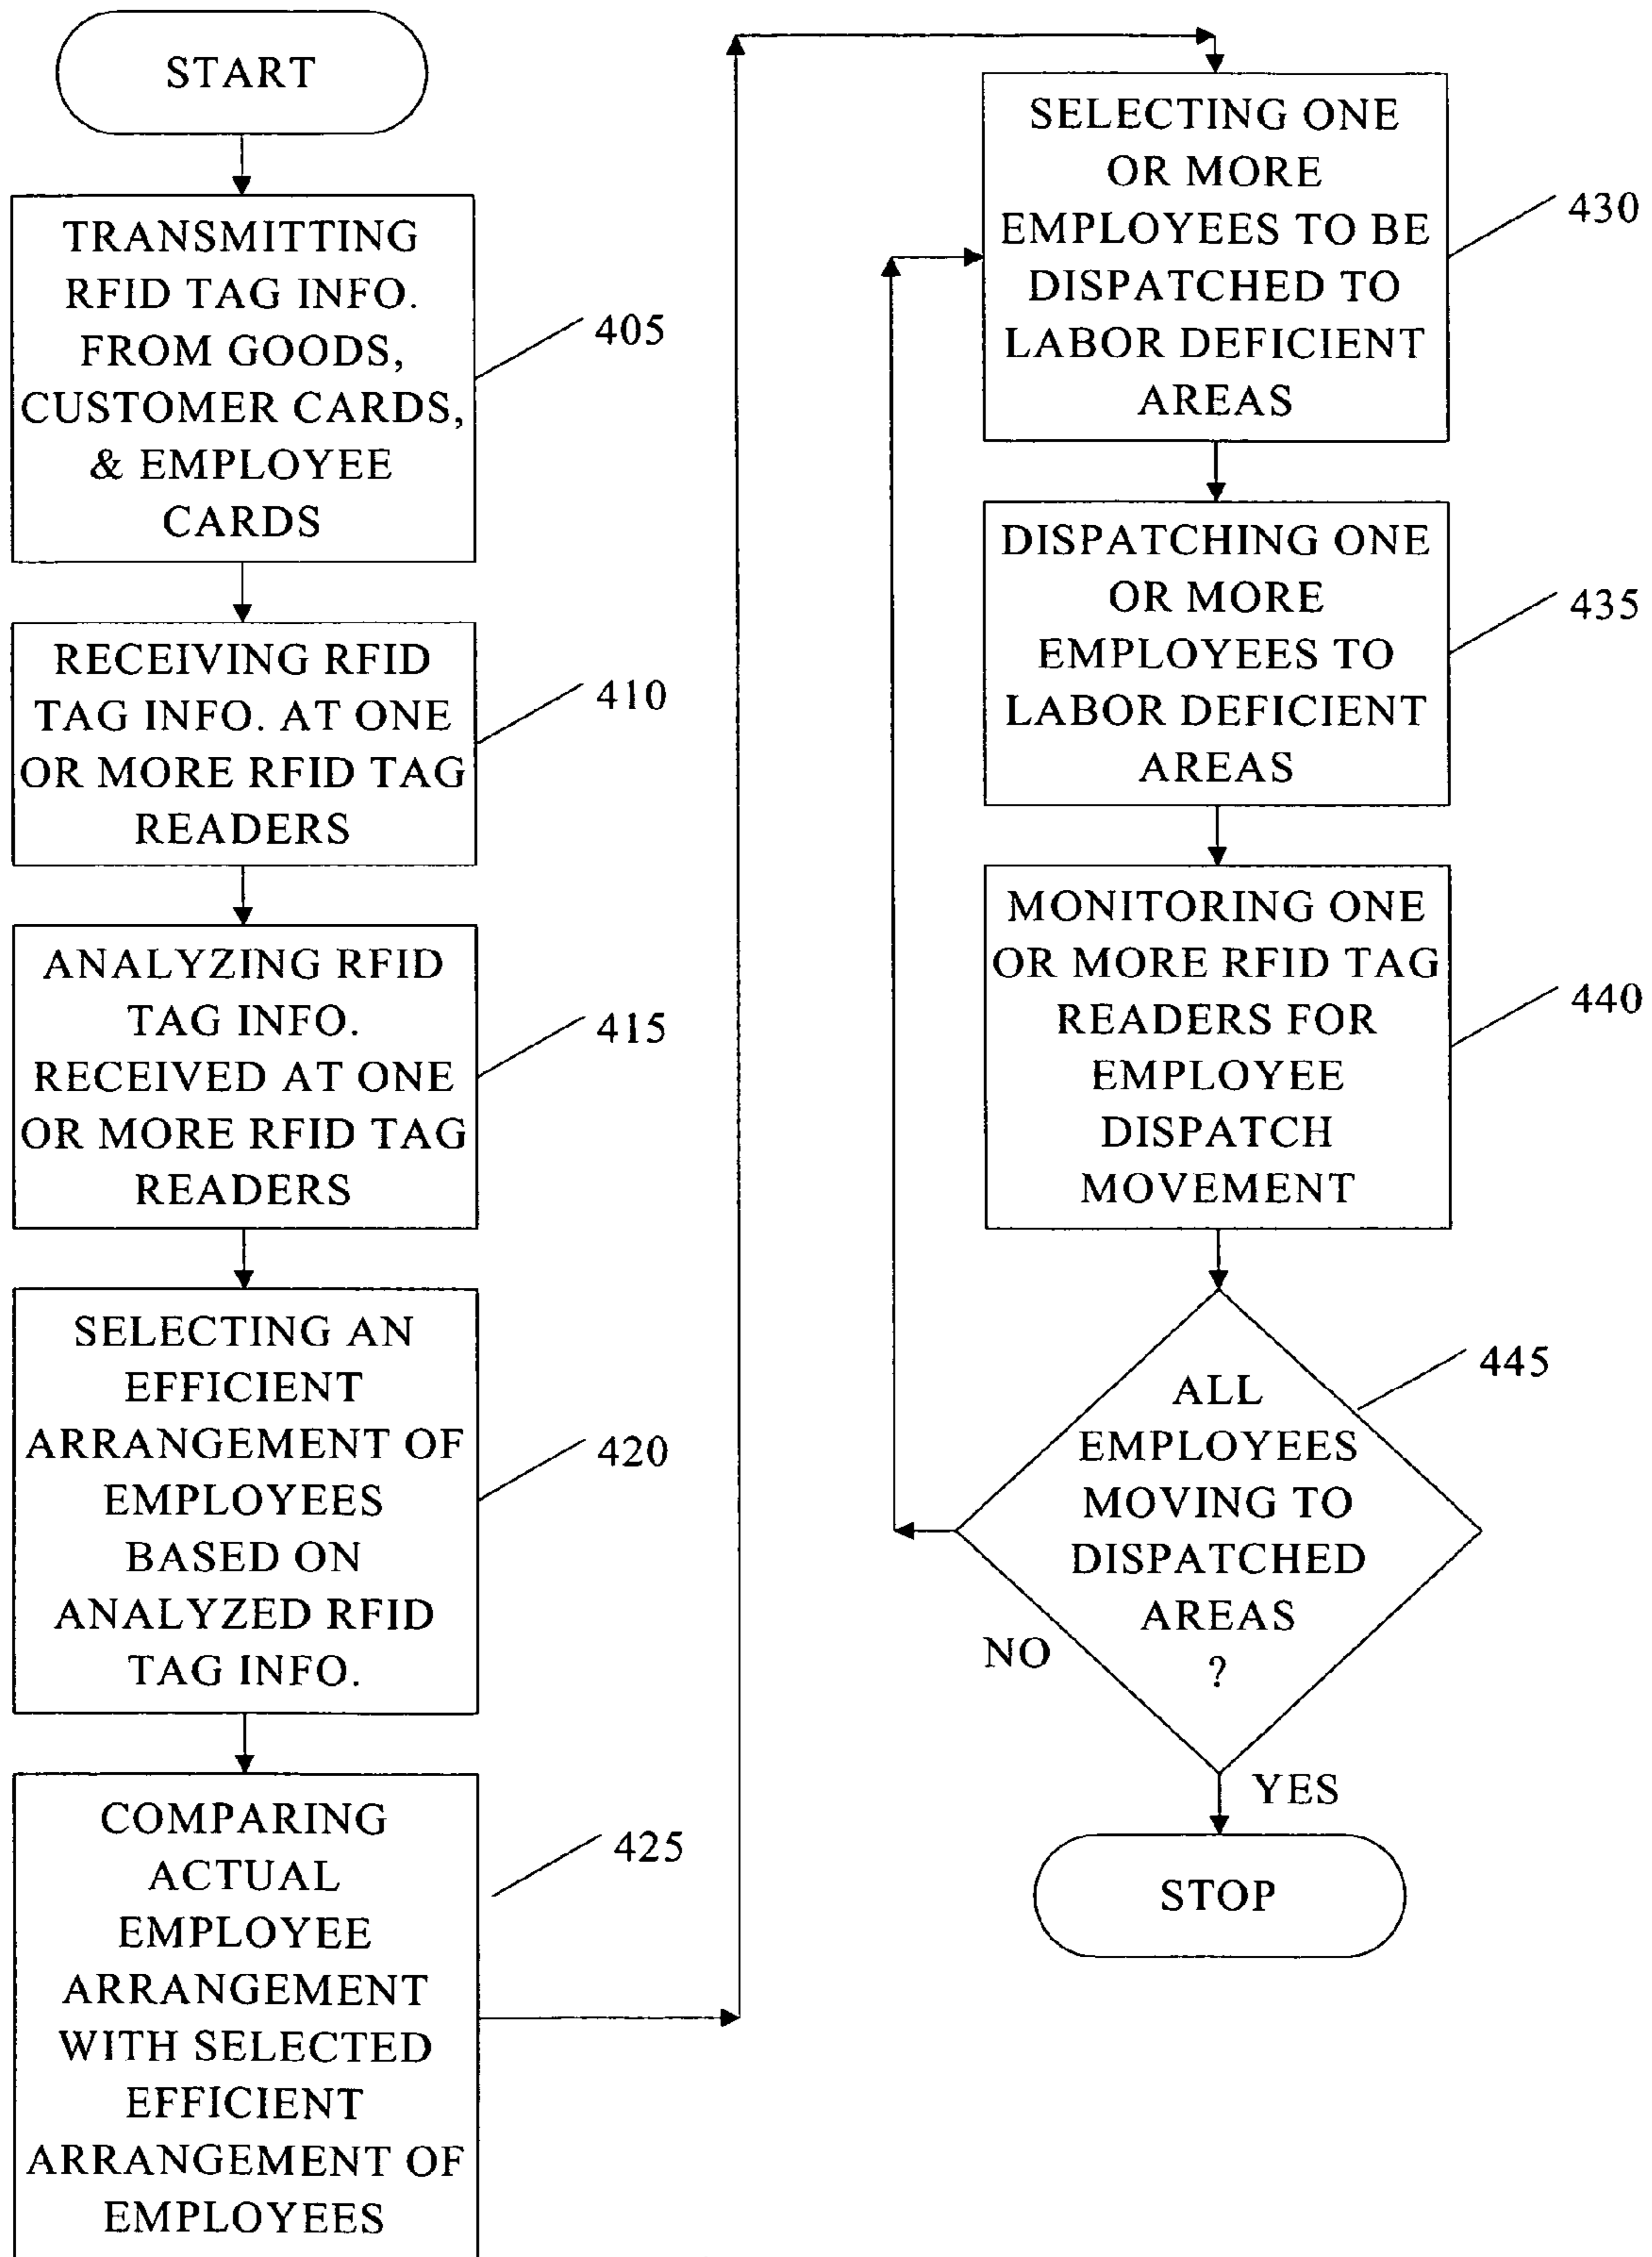 START
TRANSMITTING
RFID TAG INFO.
FROM GOODS,
CUSTOMER CARDS,
& EMPLOYEE
CARDS
405
RECEIVING RFID
TAG INFO. AT ONE
OR MORE RFID TAG
READERS
410
ANALYZING RFID
TAG INFO.
RECEIVED AT ONE
OR MORE RFID TAG
READERS
415
SELECTING AN
EFFICIENT
ARRANGEMENT OF
EMPLOYEES
BASED ON
ANALYZED RFID
TAG INFO.
420
COMPARING
ACTUAL
EMPLOYEE
ARRANGEMENT
WITH SELECTED
EFFICIENT
ARRANGEMENT OF
EMPLOYEES
425
SELECTING ONE
OR MORE
EMPLOYEES TO BE
DISPATCHED TO
LABOR DEFICIENT
AREAS
430
DISPATCHING ONE
OR MORE
EMPLOYEES TO
LABOR DEFICIENT
AREAS
435
MONITORING ONE
OR MORE RFID TAG
READERS FOR
EMPLOYEE
DISPATCH
MOVEMENT
440
ALL
EMPLOYEES
MOVING TO
DISPATCHED
AREAS
?
445
NO
YES
STOP